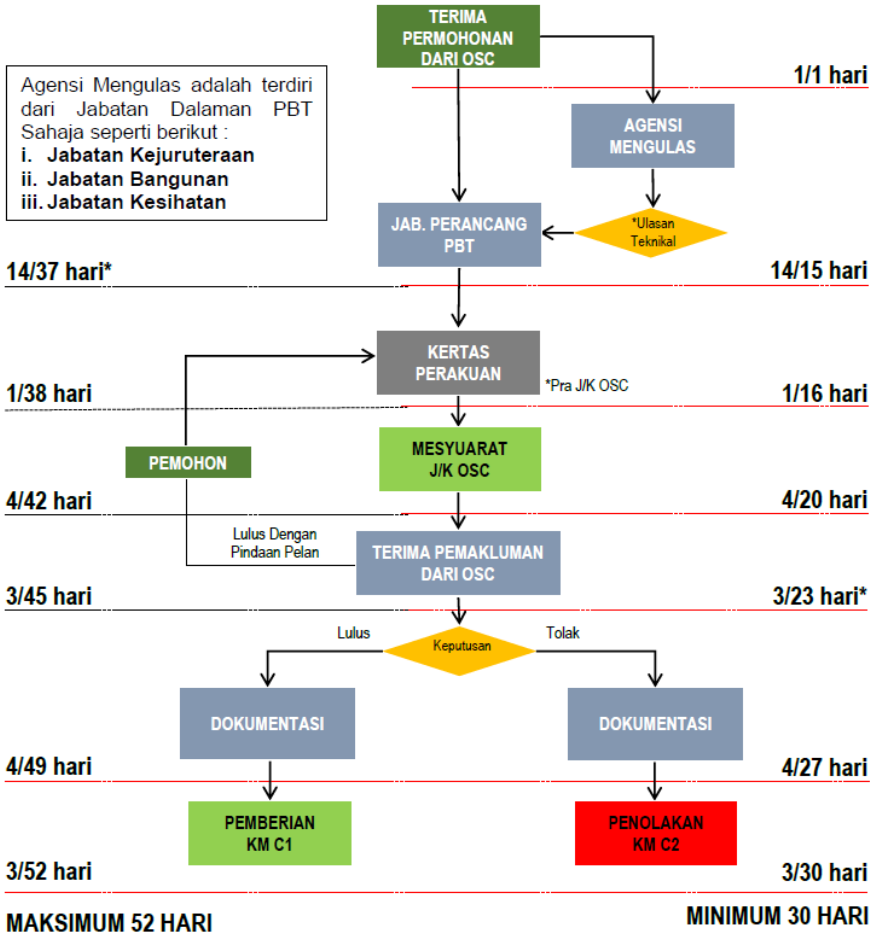 TERIMA
PERMOHONAN
DARI OSC
1/1 hari
Agensi Mengulas adalah terdiri
dari Jabatan Dalaman PBT
Sahaja seperti berikut :
i. Jabatan Kejuruteraan
ii. Jabatan Bangunan
iii. Jabatan Kesihatan
AGENSI
MENGULAS
JAB. PERANCANG
PBT
*Ulasan
Teknikal
14/37 hari*
14/15 hari
KERTAS
PERAKUAN
*Pra J/K OSC
1/38 hari
1/16 hari
MESYUARAT
J/K OSC
PEMOHON
4/42 hari
4/20 hari
Lulus Dengan
Pindaan Pelan
TERIMA PEMAKLUMAN
DARI OSC
3/45 hari
3/23 hari*
Lulus
Keputusan
Tolak
DOKUMENTASI
DOKUMENTASI
4/49 hari
4/27 hari
PEMBERIAN
KM C1
PENOLAKAN
KM C2
3/52 hari
3/30 hari
MAKSIMUM 52 HARI
MINIMUM 30 HARI